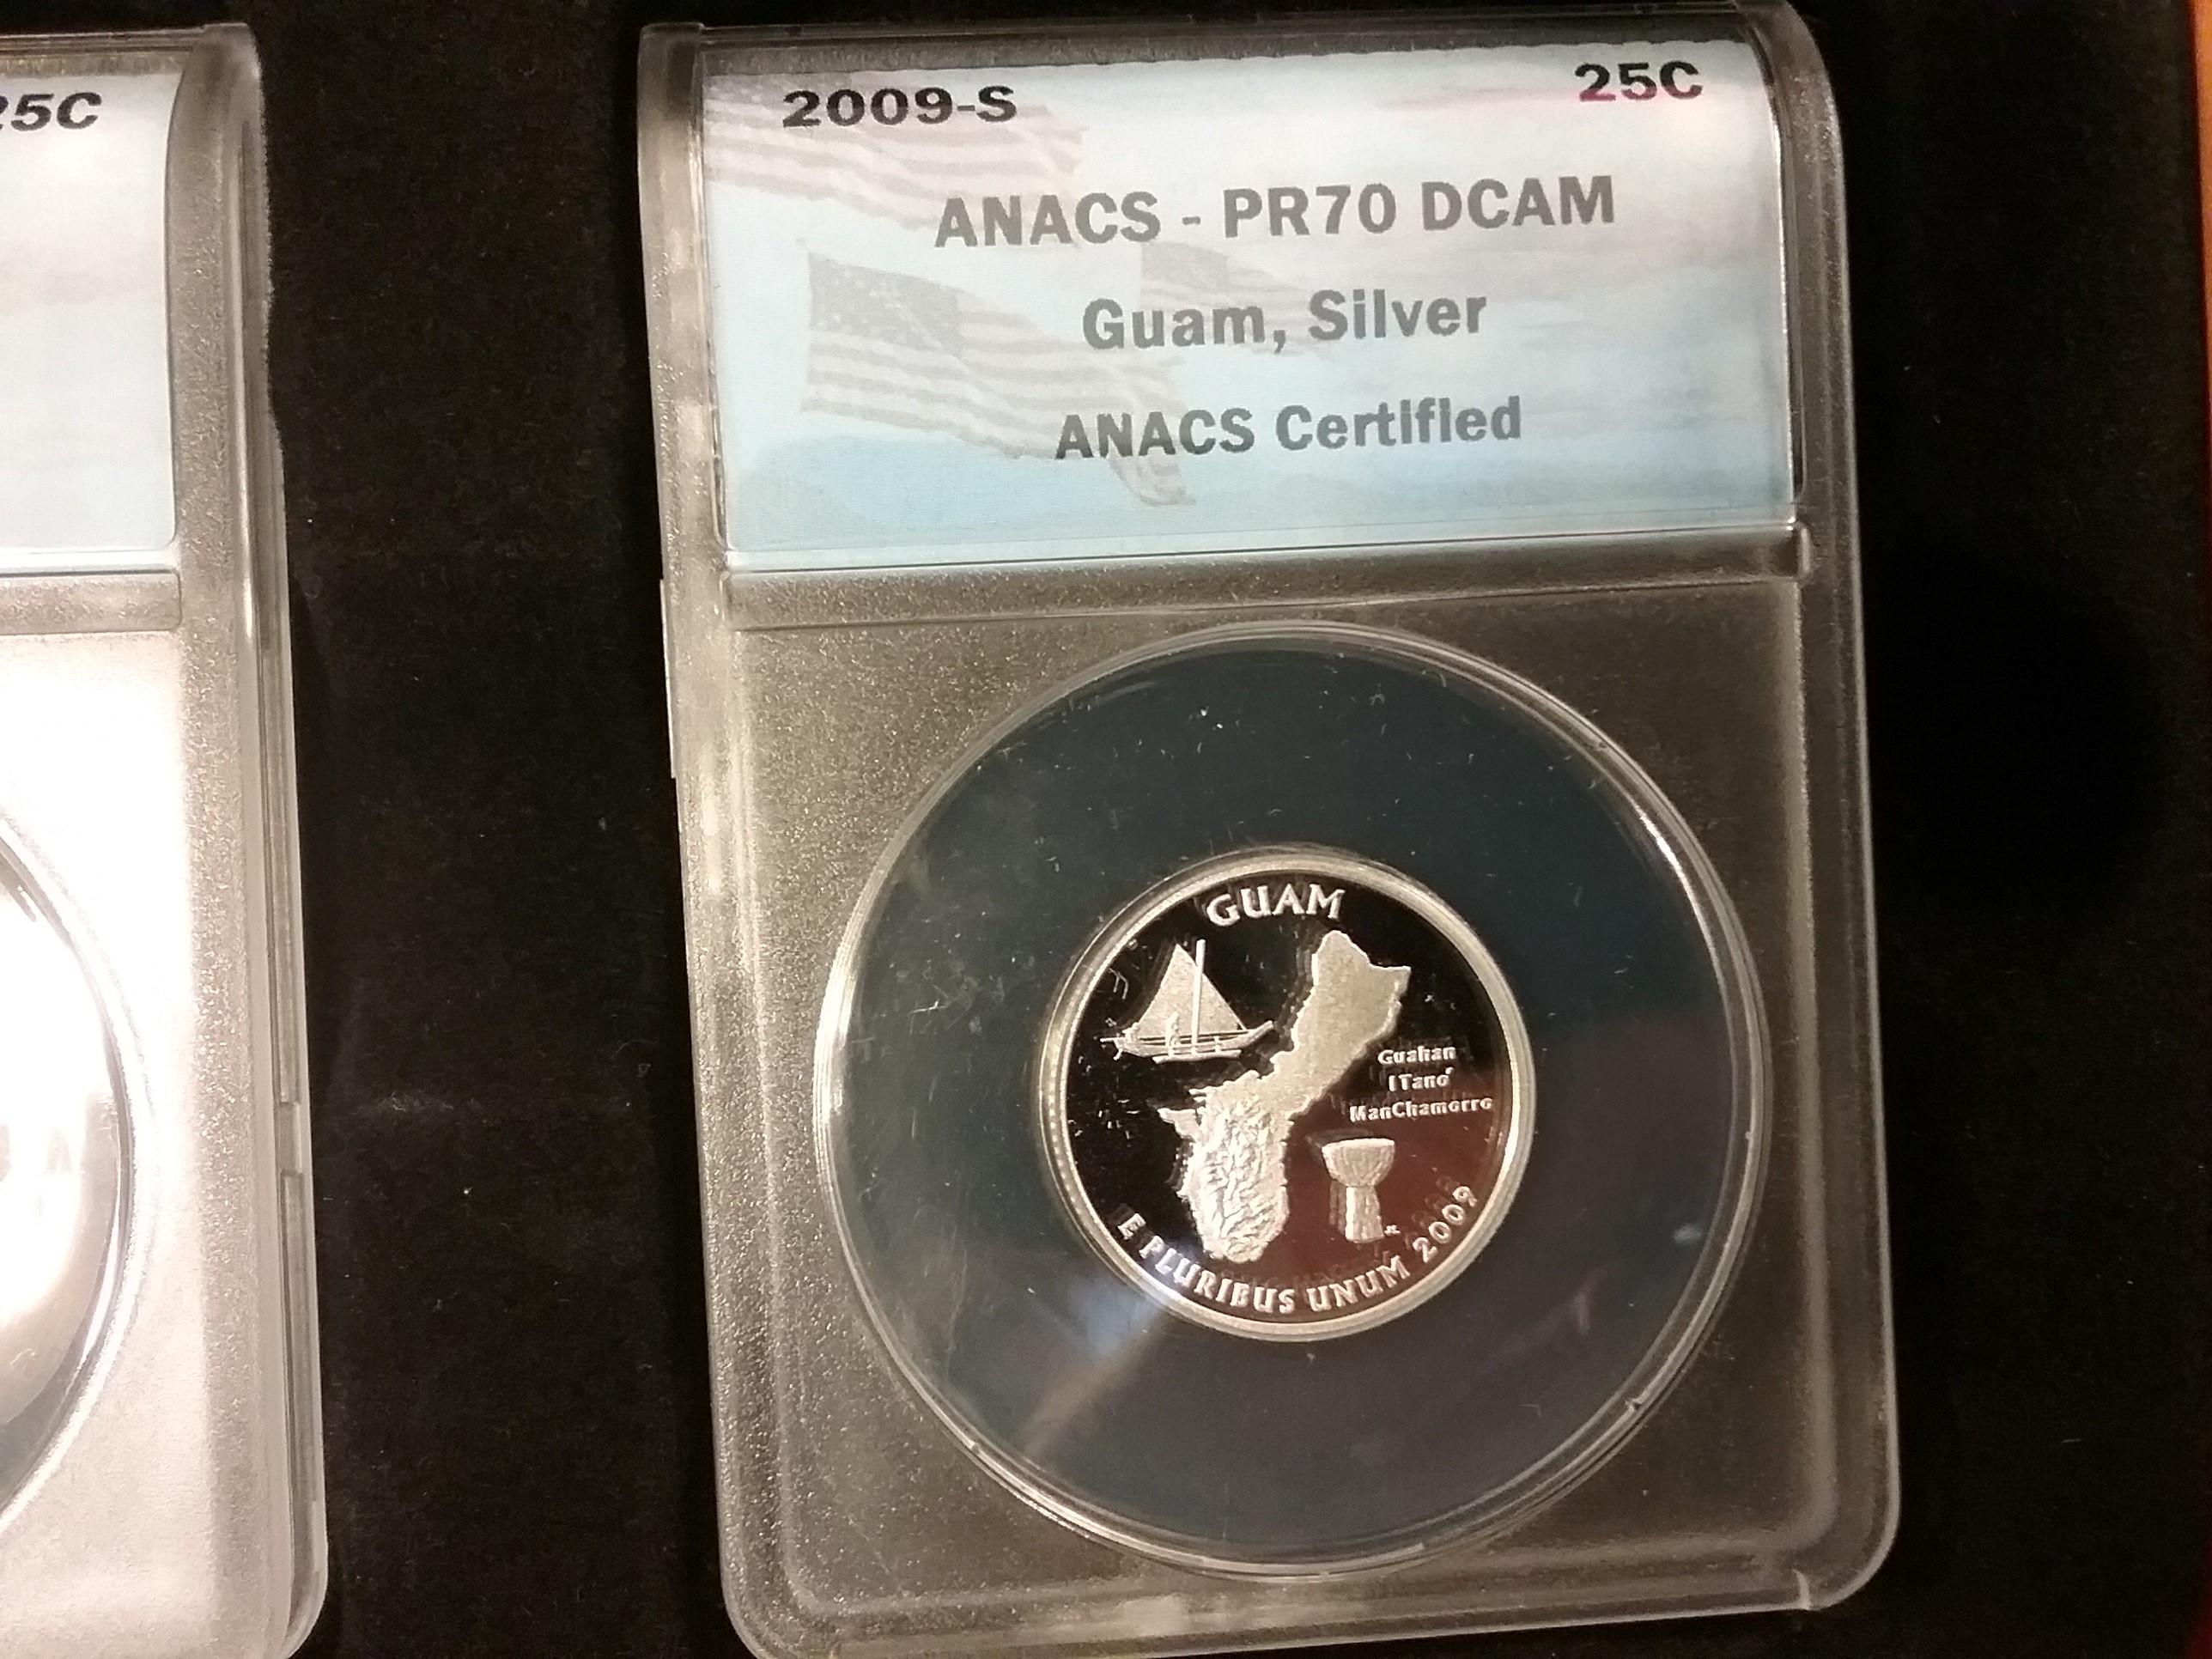 25C
2009-S 25C
ANACS - PR70 DCAM
Guam, Silver
ANACS Certified
GUAM
Guahan
I Tano'
ManChamorro
E PLURIBUS UNUM 2009